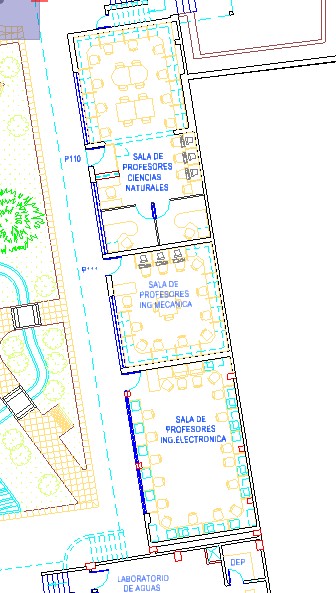 P110
SALA DE
PROFESORES
CIENCIAS
NATURALES
SALA DE
PROFESORES
ING.MECANICA
SALA DE
PROFESORES
ING.ELECTRONICA
DEP
LABORATORIO
DE AGUAS